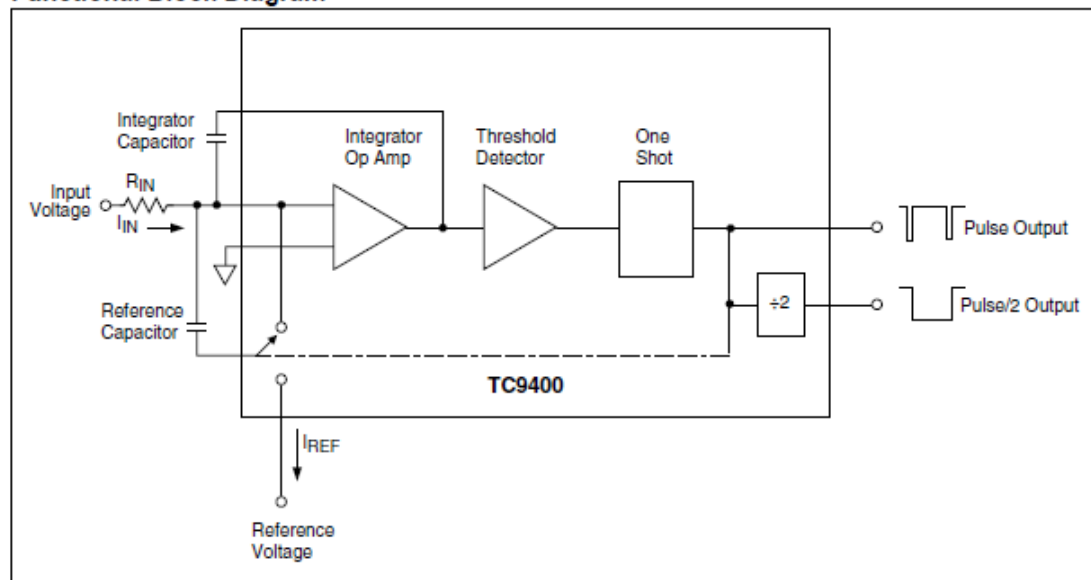 Functional Block Diagram
Integrator
Capacitor
Integrator
Op Amp
Threshold
Detector
One
Shot
Input
Voltage
RIN
IIN
Pulse Output
Reference
Capacitor
÷2
Pulse/2 Output
TC9400
IREF
Reference
Voltage